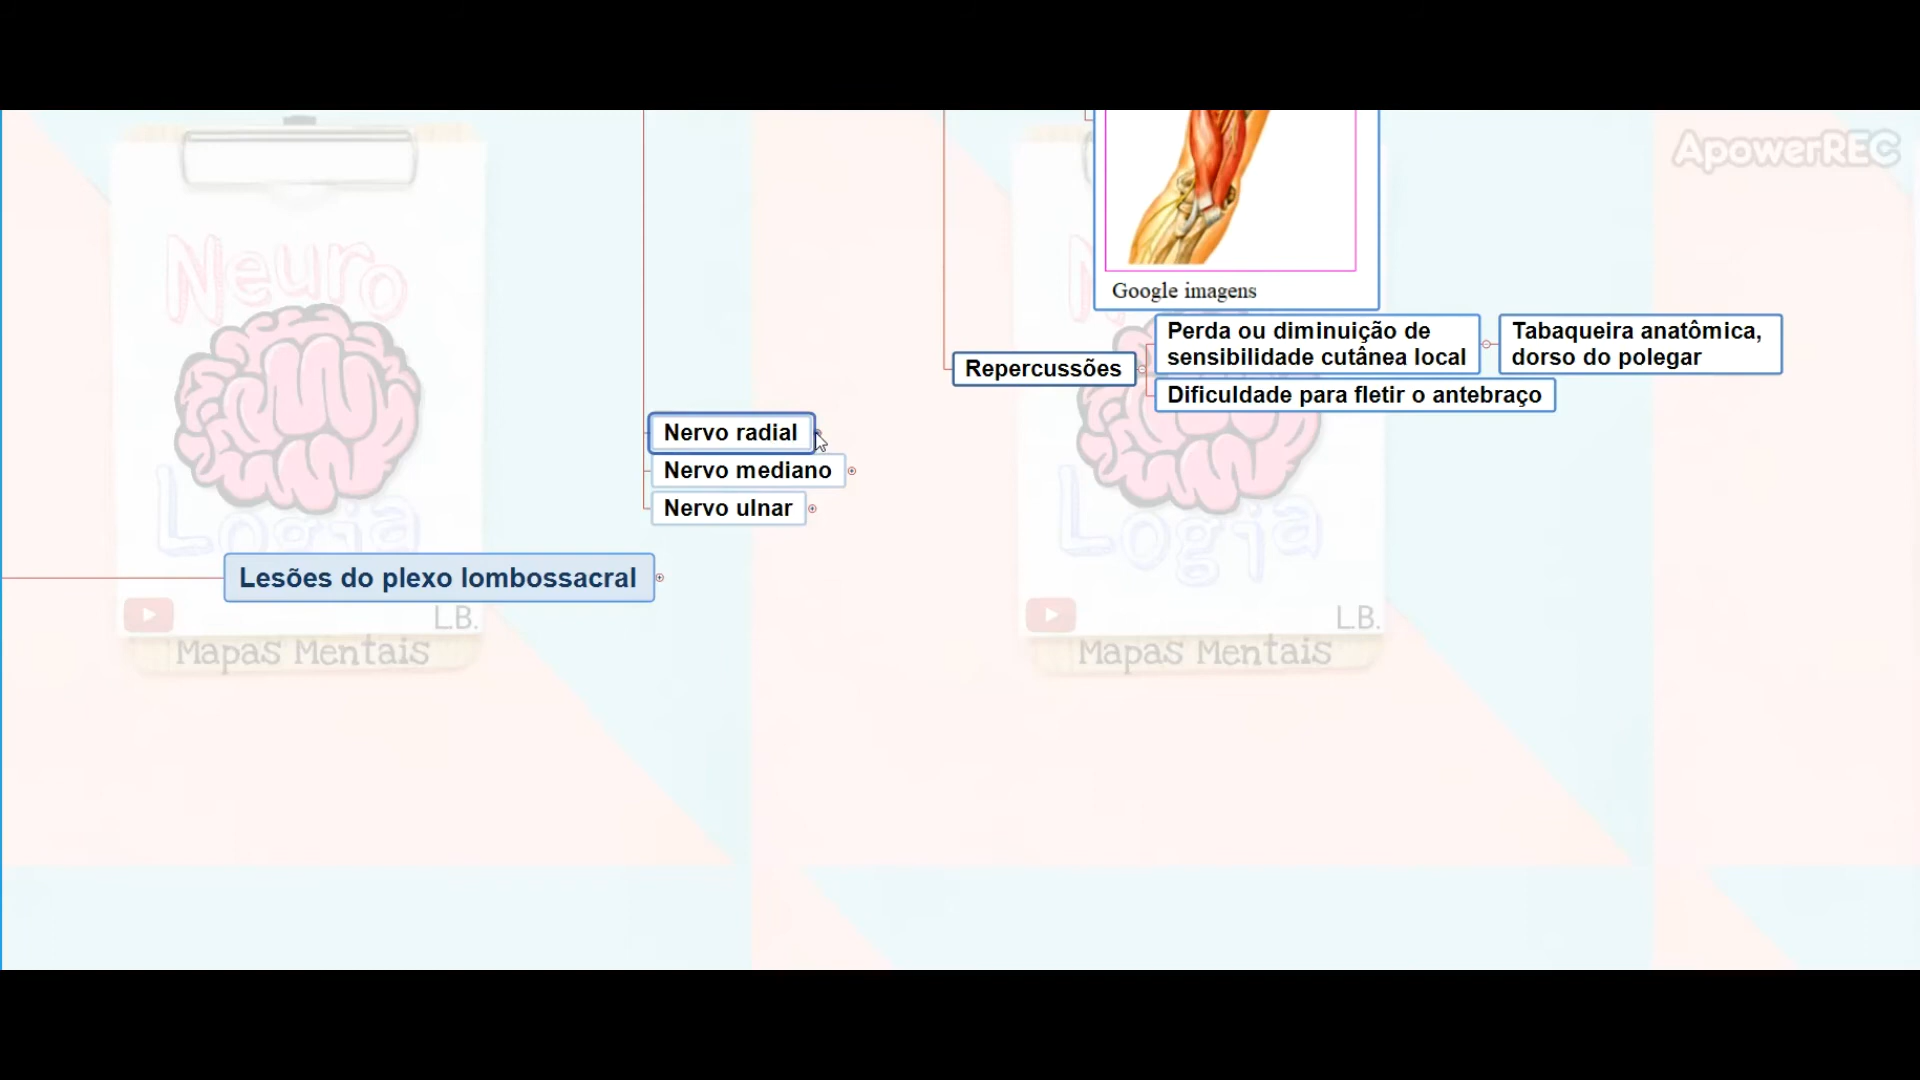 ApowerREC
Neuro
Logia
L.B.
Mapas Mentais
Google imagens
Perda ou diminuição de
sensibilidade cutânea local
Tabaqueira anatômica,
dorso do polegar
Repercussões
Dificuldade para fletir o antebraço
Nervo radial
Nervo mediano
Nervo ulnar
Lesões do plexo lombossacral
N
Logia
L.B.
Mapas Mentais